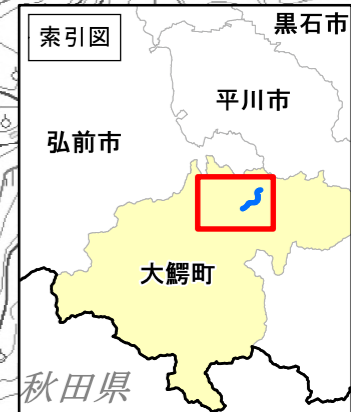 索引図
黒石市
平川市
弘前市
大鰐町
秋田県